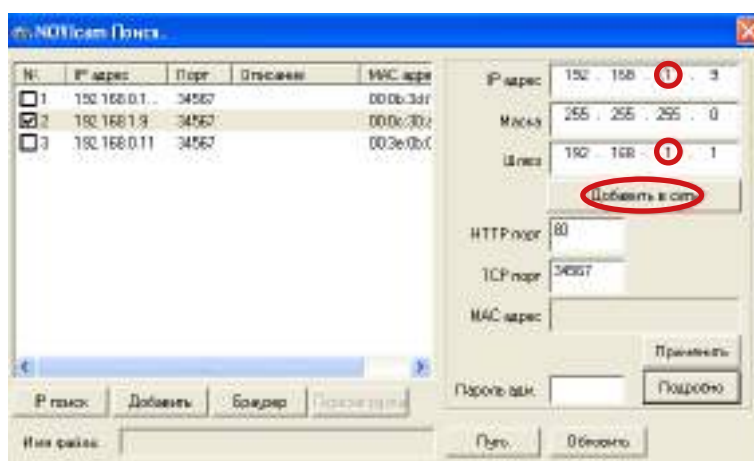 NOVIcam Поиск.
№ IP адрес Порт Описание MAC адре
1 192.168.0.1.. 34567
2 192.168.1.9 34567
3 192.168.0.11 34567
IP адрес 192 . 168 . 1 . 9
Маска 255 . 255 . 255 . 0
Шлюз 192 . 168 . 1 . 1
Добавить в сеть
HTTP порт 80
TCP порт 34567
MAC адрес
Применить
IP поиск Добавить Браузер
Пароль адм. Подробно
Имя файла: Путь Обновить